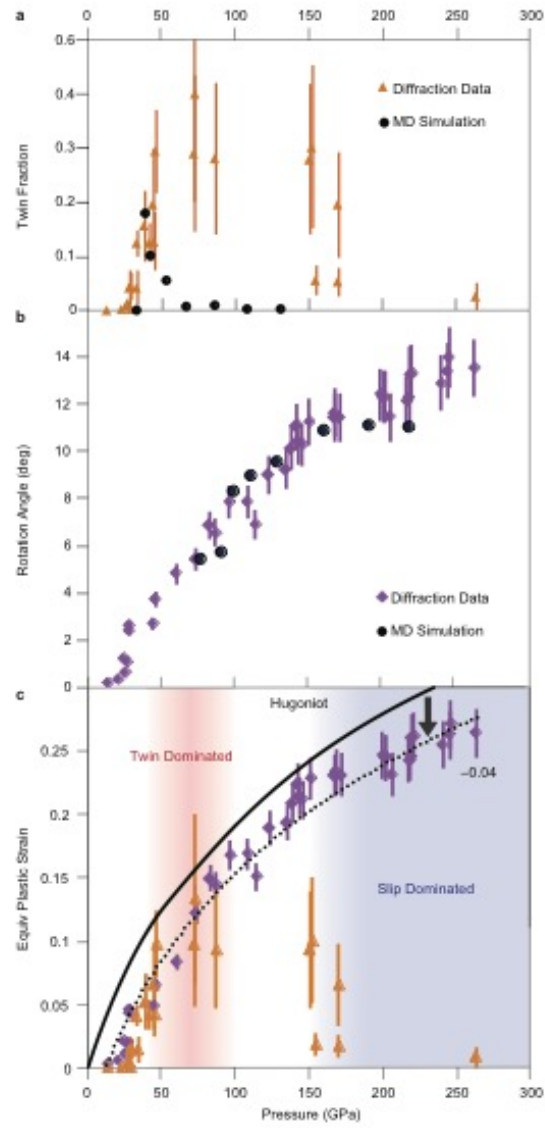 0 50 100 150 200 250 300
a
0.5
0.4
0.3
0.2
0.1
0
Twin Fraction
Diffraction Data
MD Simulation
b
14
12
10
8
6
4
2
0
Rotation Angle (deg)
Diffraction Data
MD Simulation
c
Hugoniot
Twin Dominated
−0.04
Slip Dominated
0.25
0.2
0.15
0.1
0.05
0
Equiv Plastic Strain
0 50 100 150 200 250 300
Pressure (GPa)